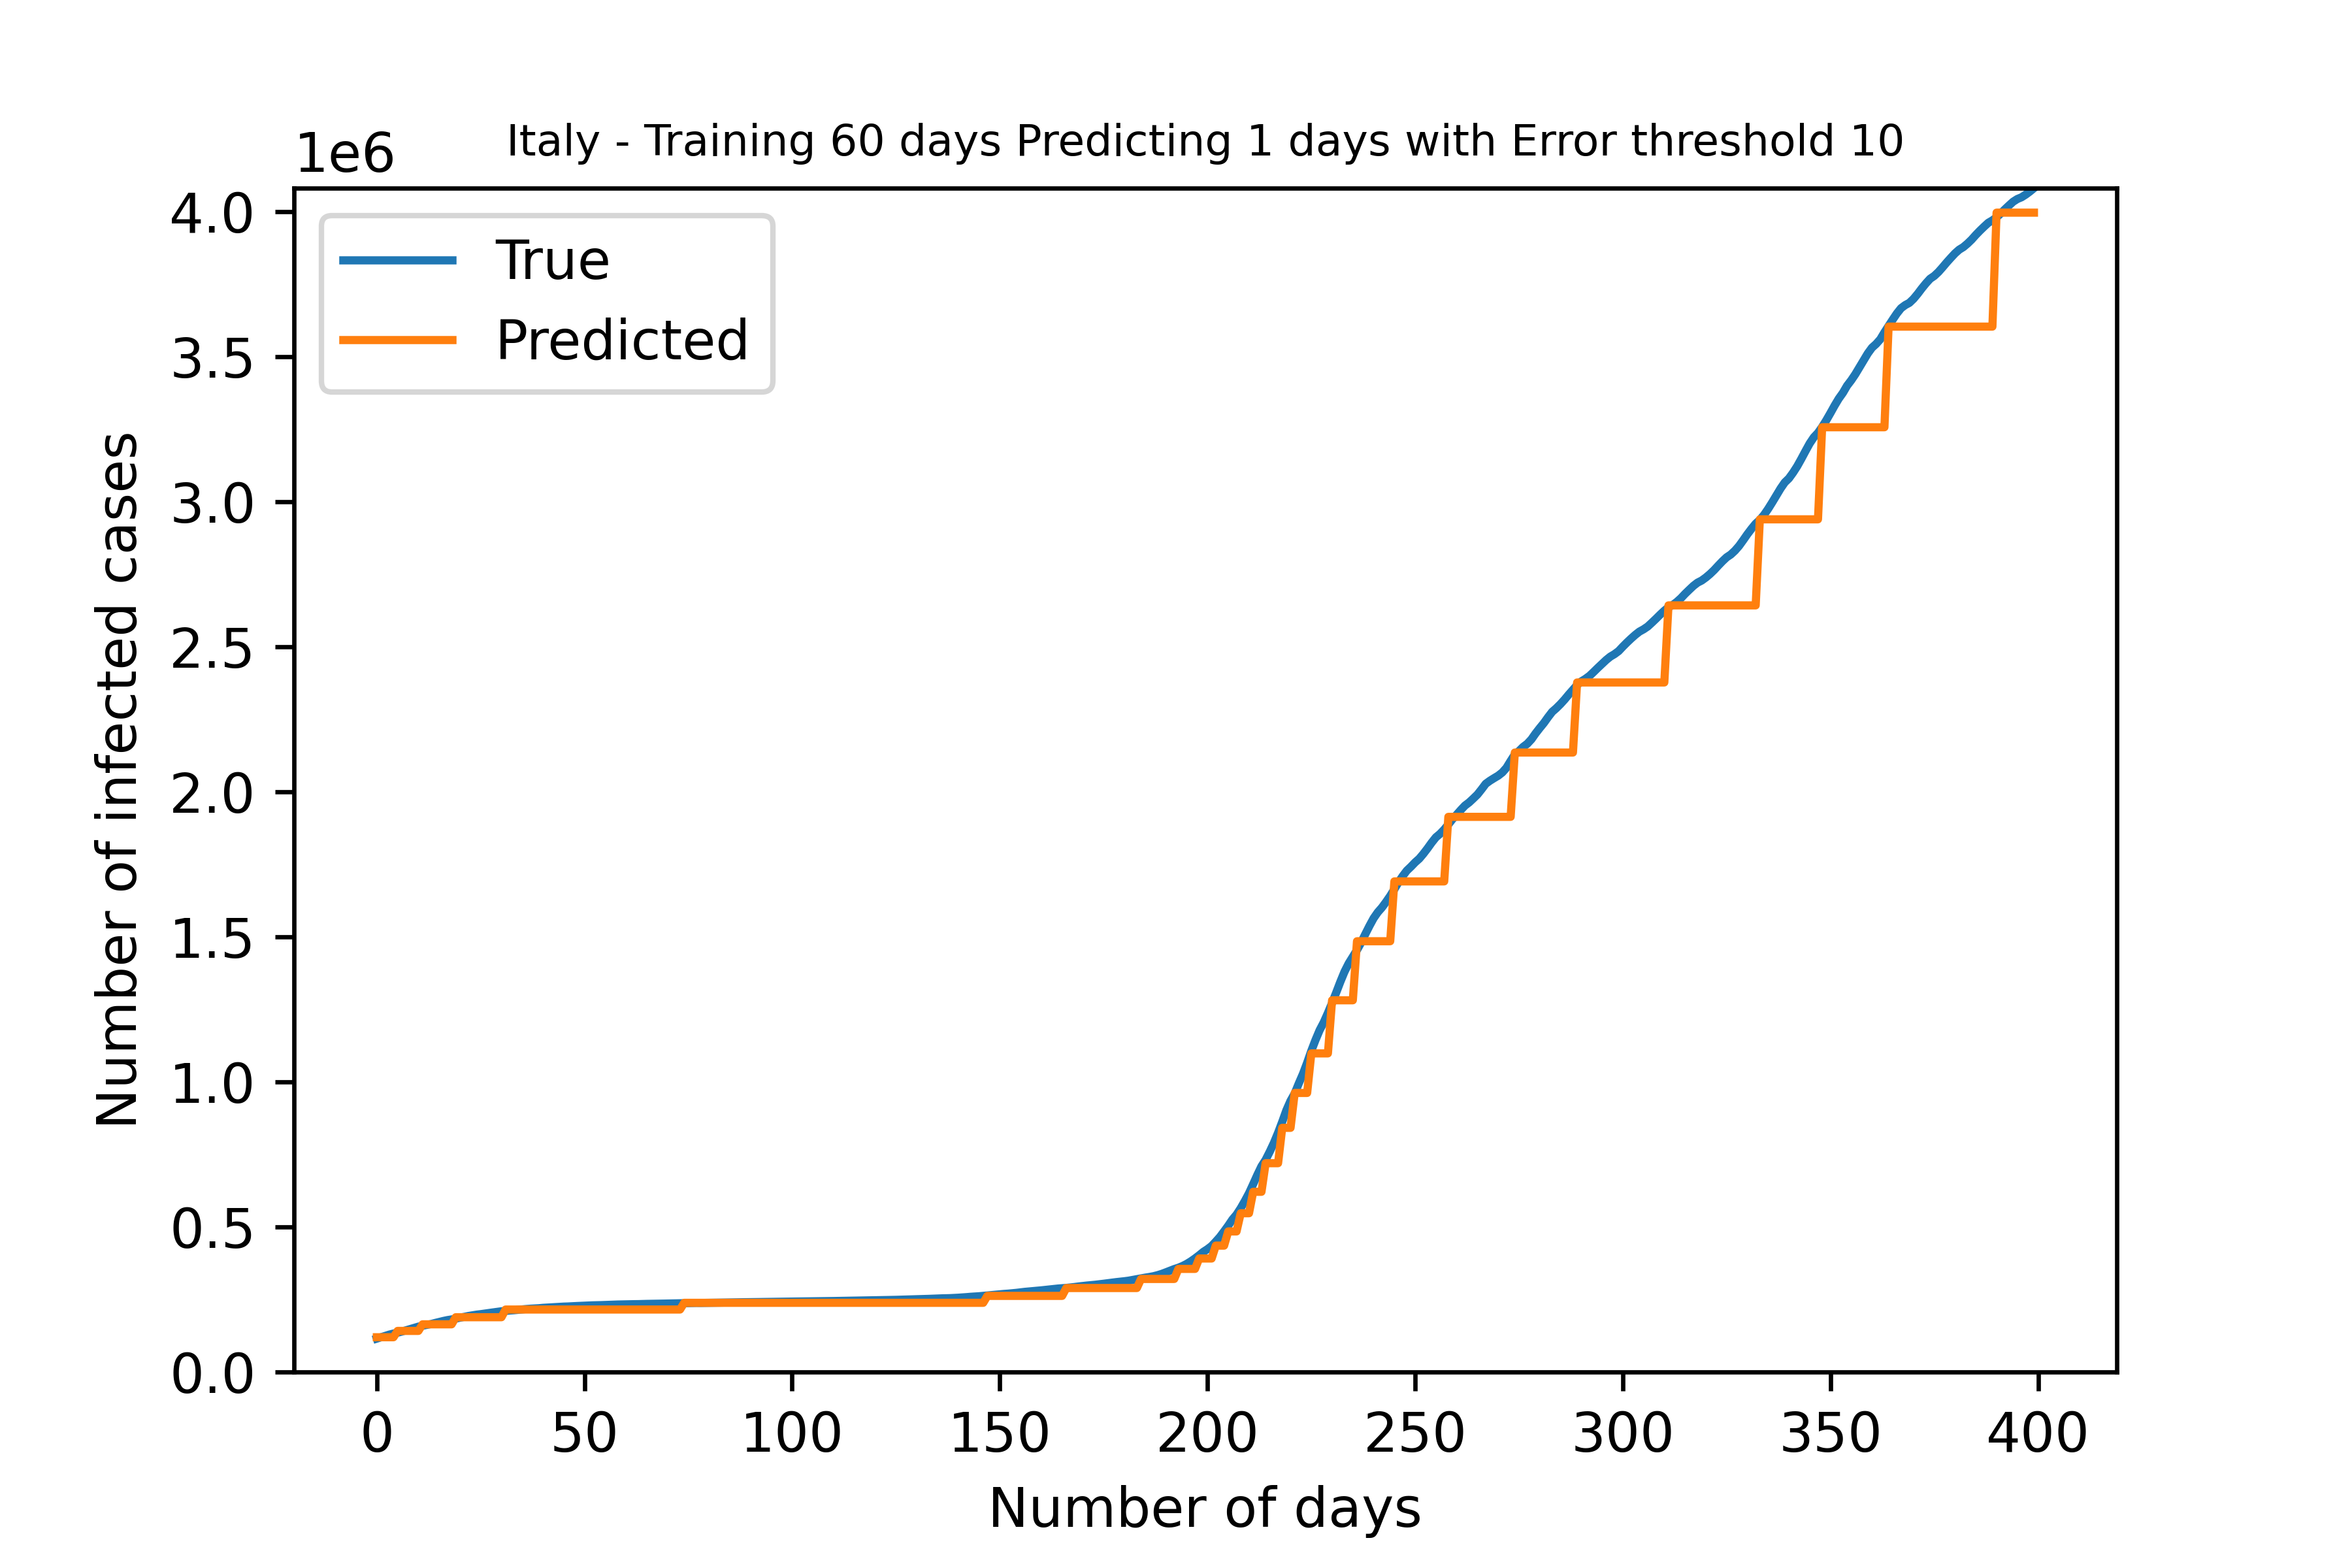 Italy - Training 60 days Predicting 1 days with Error threshold 10
1e6
True
Predicted
4.0
3.5
3.0
2.5
2.0
1.5
1.0
0.5
0.0
Number of infected cases
0 50 100 150 200 250 300 350 400
Number of days